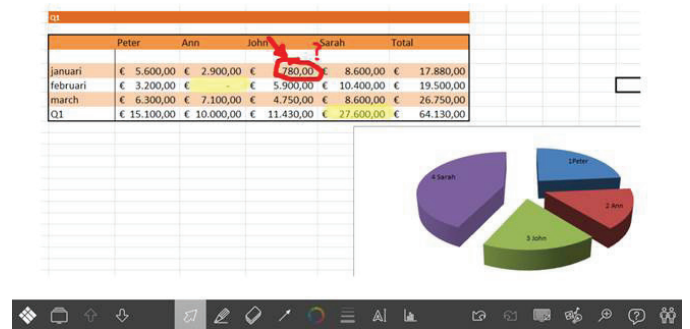 Q1
Peter Ann John Sarah Total
?
januari € 5.600,00 € 2.900,00 € 780,00 € 8.600,00 € 17.880,00
februari € 3.200,00 € - € 5.900,00 € 10.400,00 € 19.500,00
march € 6.300,00 € 7.100,00 € 4.750,00 € 8.600,00 € 26.750,00
Q1 € 15.100,00 € 10.000,00 € 11.430,00 € 27.600,00 € 64.130,00
1Peter
4 Sarah
2 Ann
3 John
AI
?